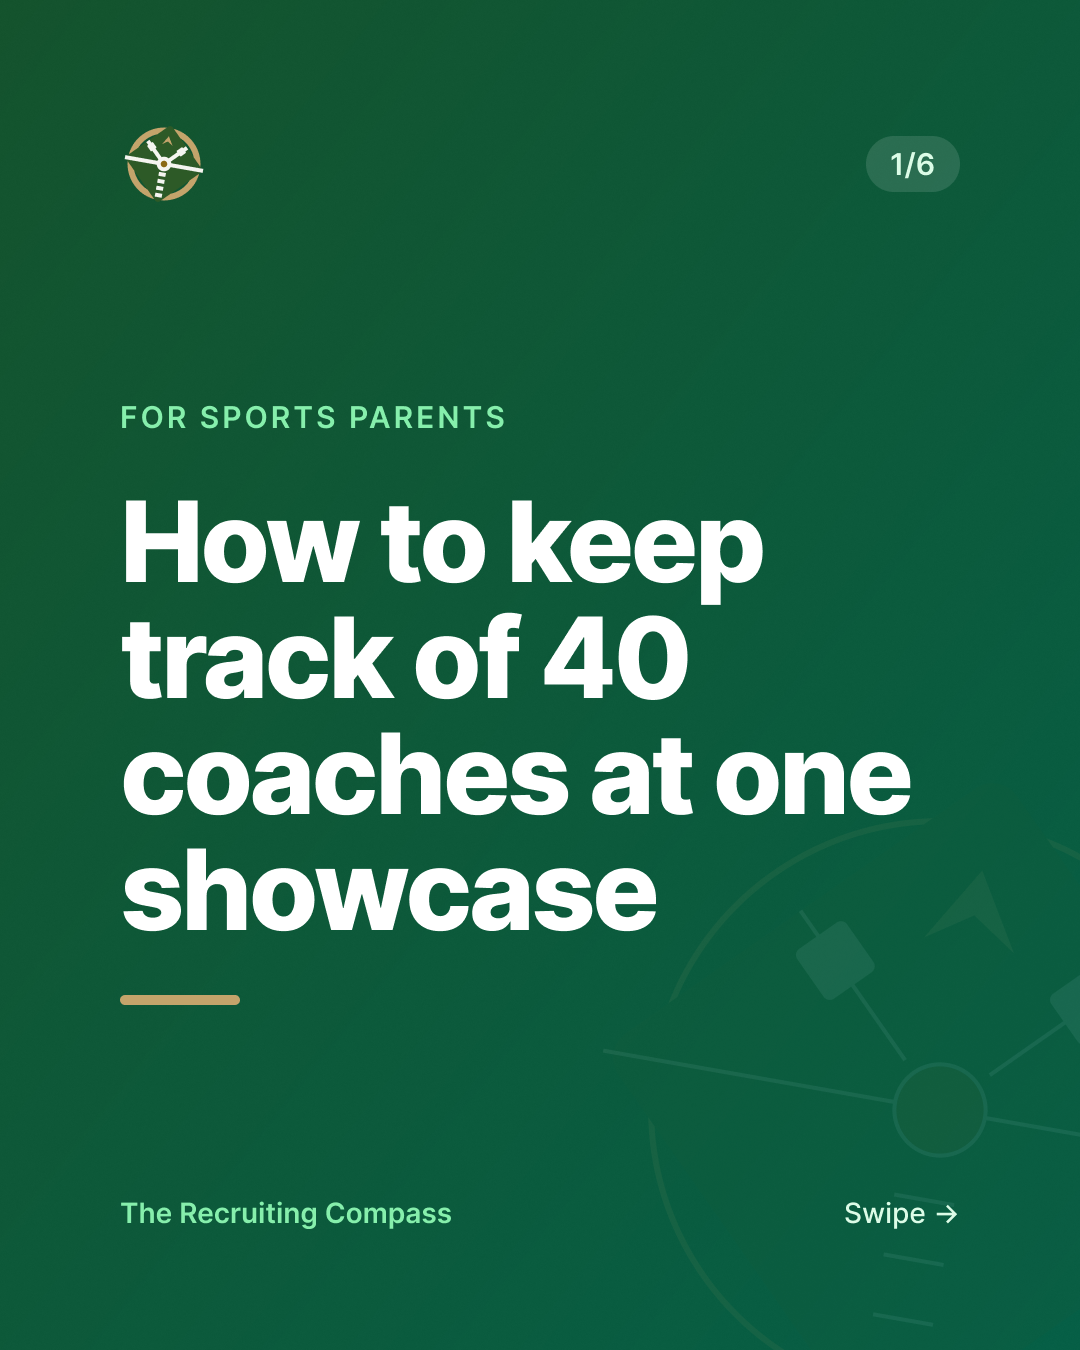 1/6
FOR SPORTS PARENTS
How to keep
track of 40
coaches at one
showcase
The Recruiting Compass
Swipe →